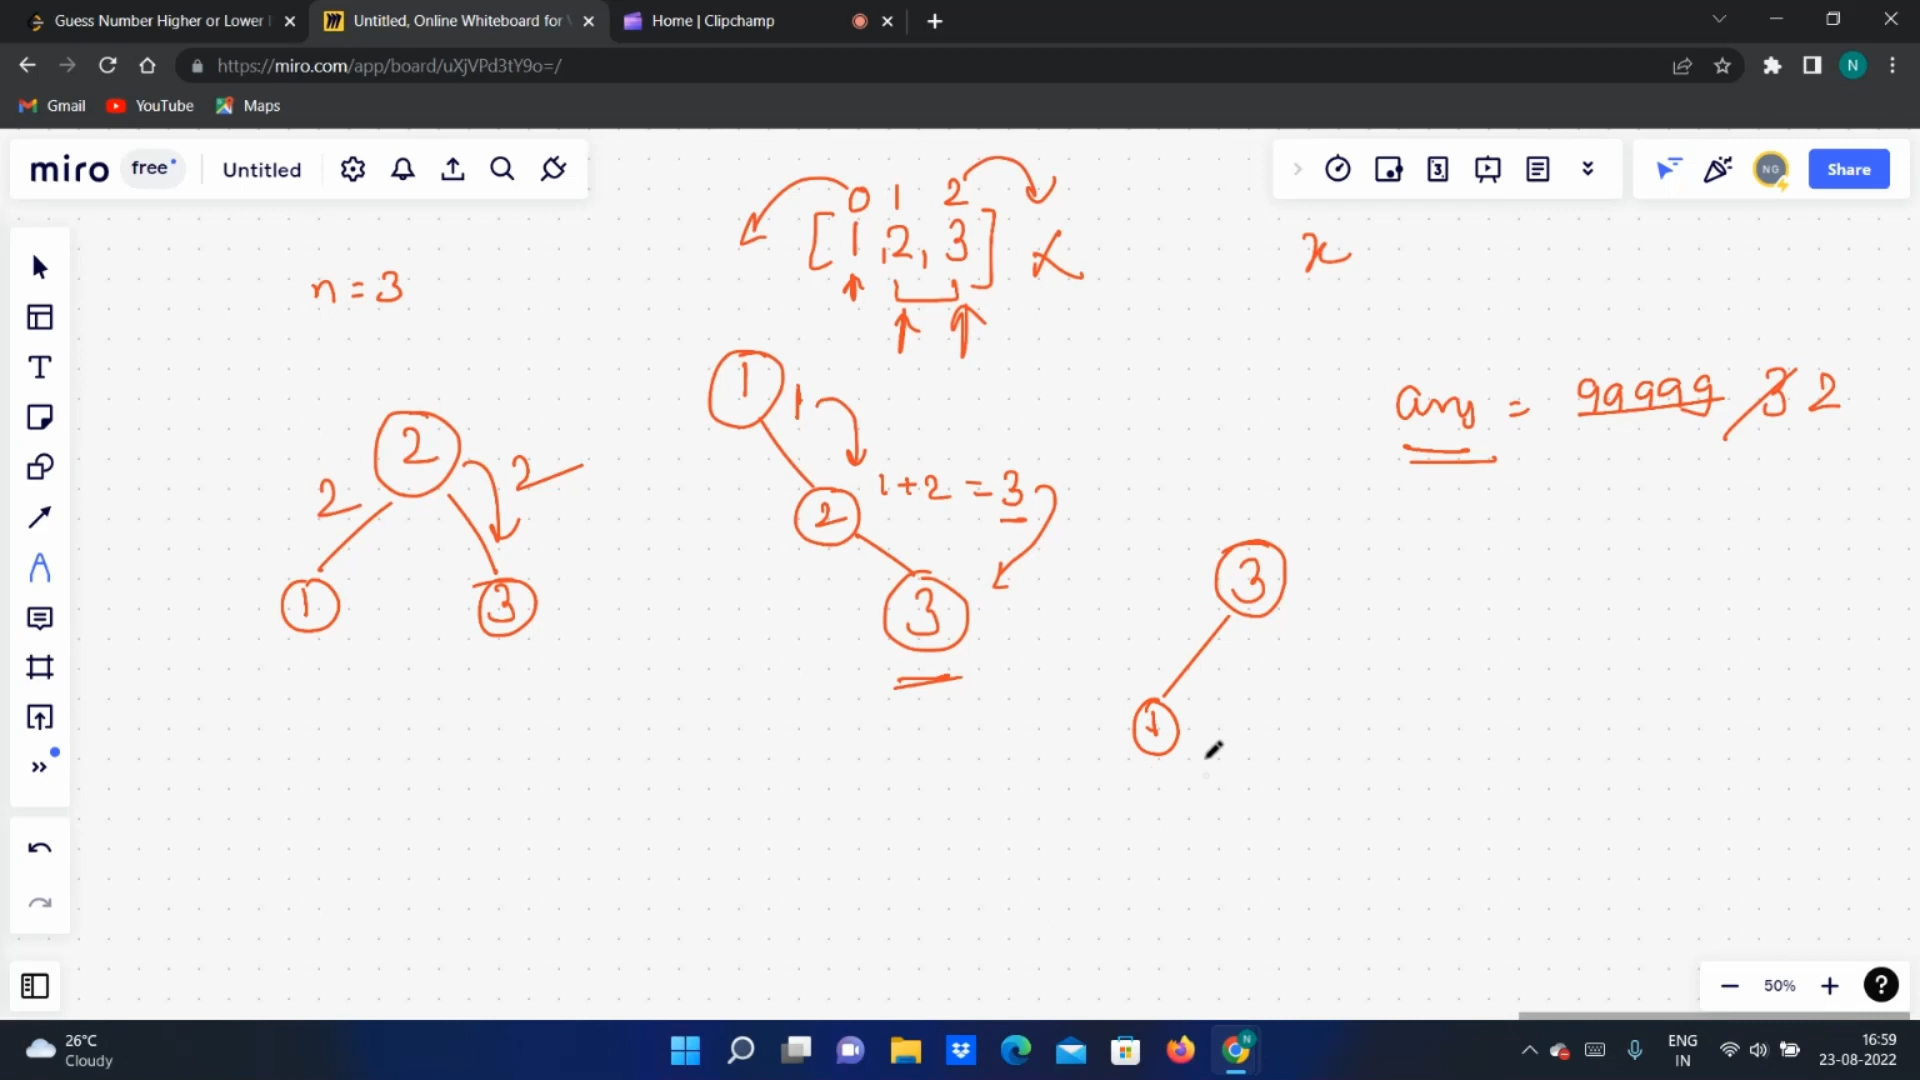 Guess Number Higher or Lower
Untitled, Online Whiteboard for
Home | Clipchamp
https://miro.com/app/board/uXjVPd3tY9o=/
N
Gmail
YouTube
Maps
miro
free
Untitled
3
NG
Share
0 1 2
[1,2,3]
x
n = 3
ans = 99999 3 2
2
2
2
1
3
1
1
1+2 = 3
2
3
3
1
50%
?
26°C
Cloudy
ENG
IN
16:59
23-08-2022